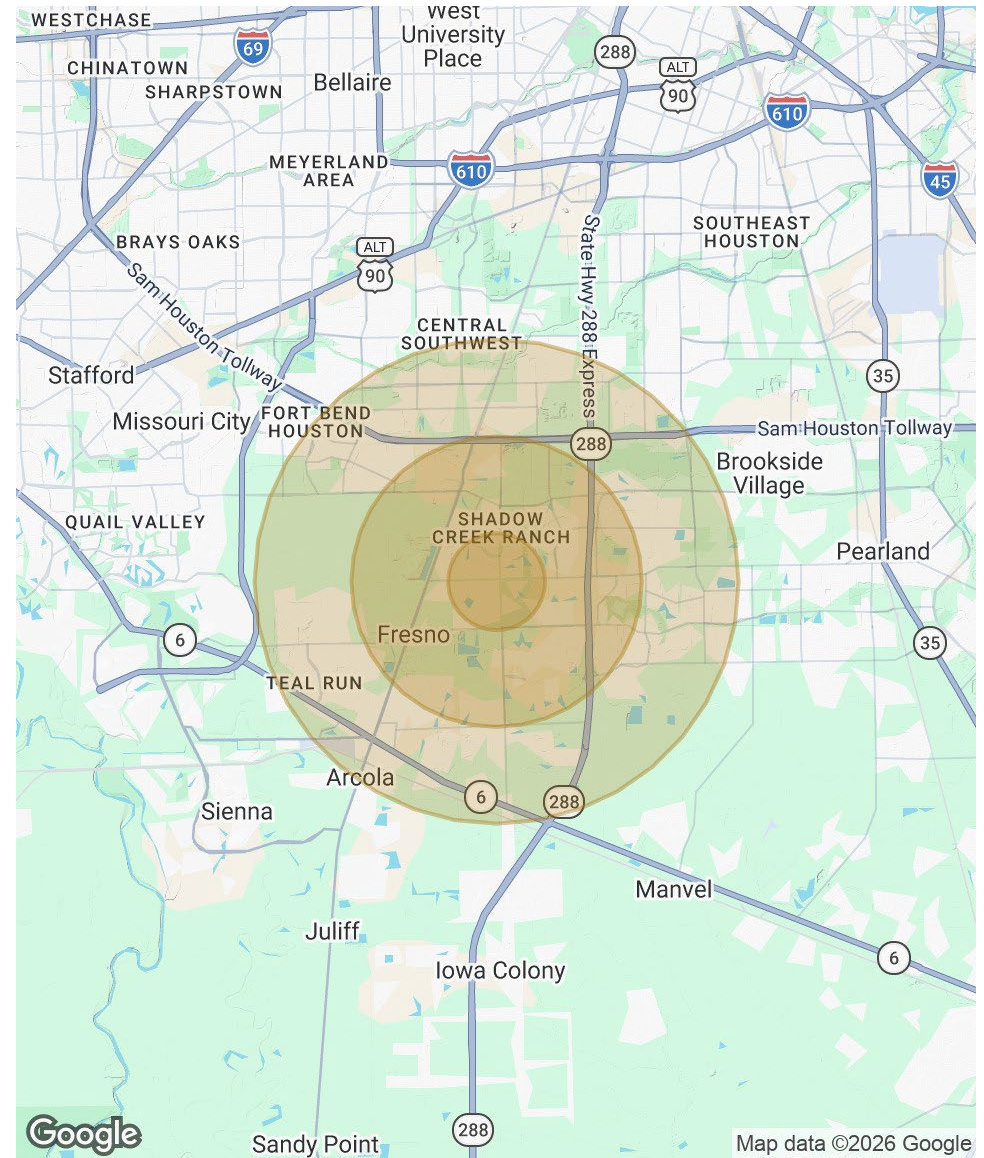 WESTCHASE
West
University
Place
288
69
CHINATOWN
SHARPSTOWN
Bellaire
ALT
90
610
MEYERLAND
AREA
610
45
BRAYS OAKS
ALT
90
State Hwy 288 Express
SOUTHEAST
HOUSTON
Sam Houston Tollway
CENTRAL
SOUTHWEST
Stafford
35
Missouri City
FORT BEND
HOUSTON
288
Sam Houston Tollway
Brookside
Village
QUAIL VALLEY
SHADOW
CREEK RANCH
Pearland
6
Fresno
35
TEAL RUN
Arcola
6
288
Sienna
Manvel
Juliff
6
Iowa Colony
288
Sandy Point
Google
Map data ©2026 Google